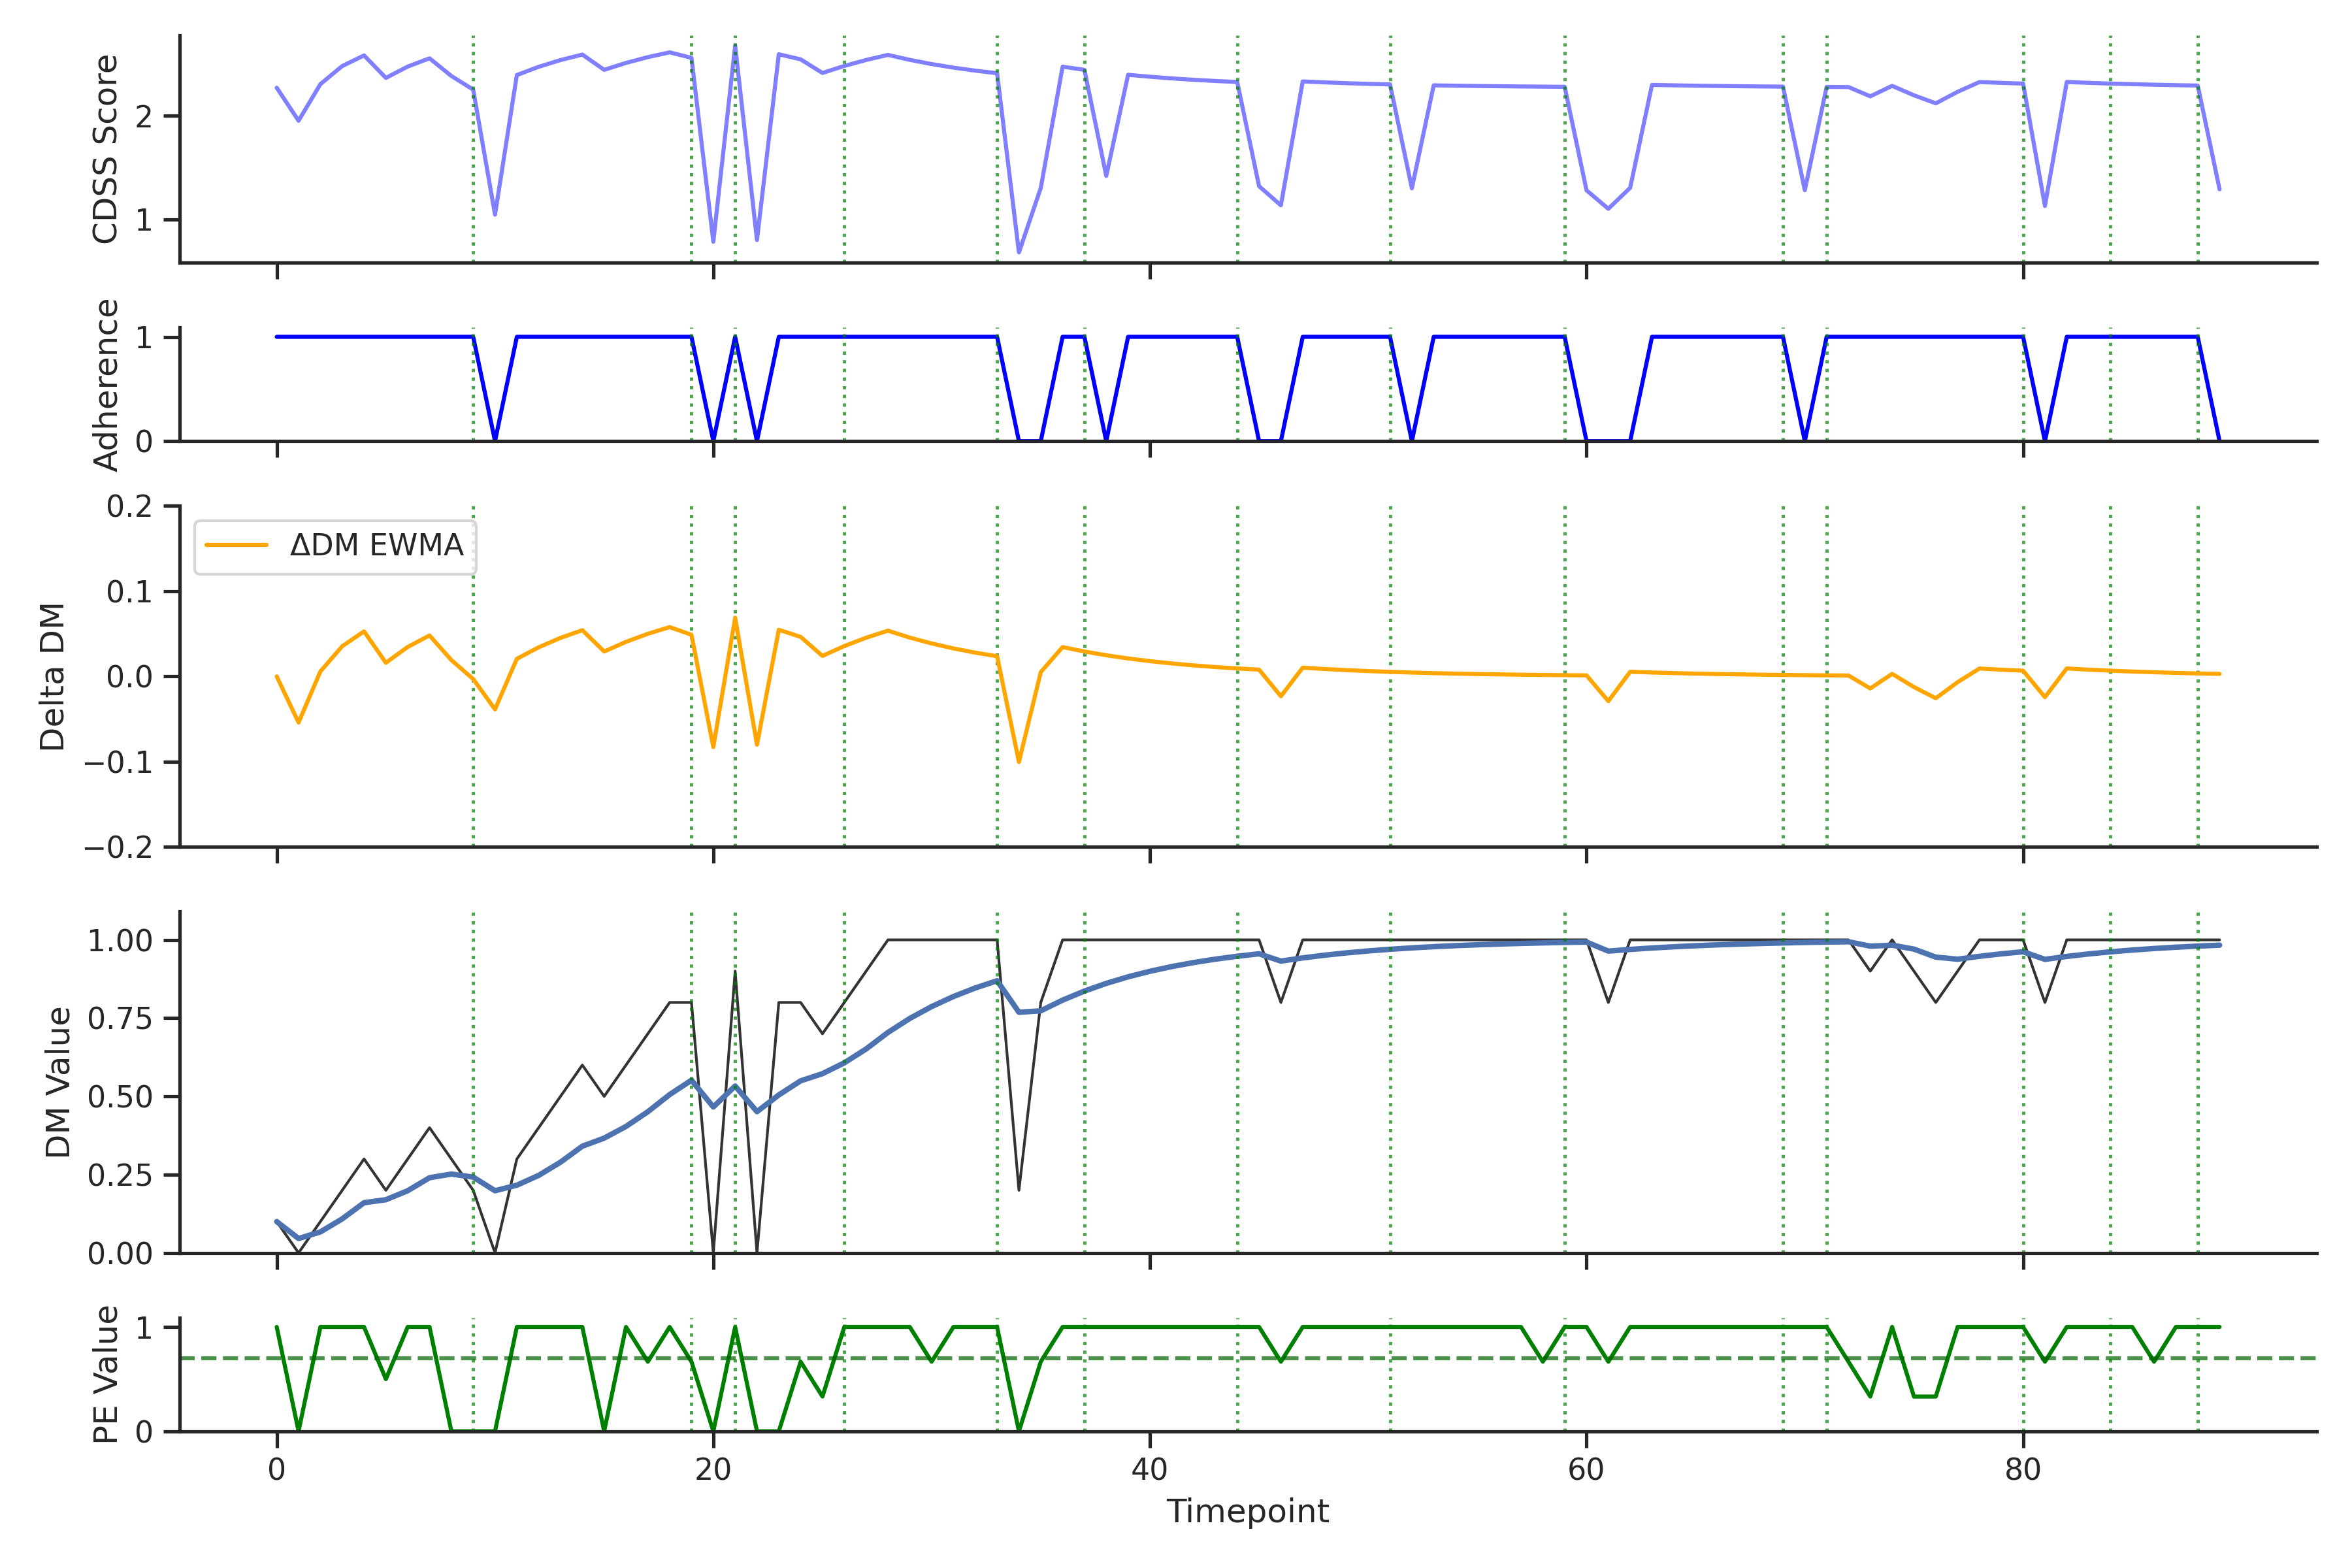 CDSS Score
2
1
Adherence
1
0
Delta DM
0.2
0.1
0.0
−0.1
−0.2
ΔDM EWMA
DM Value
1.00
0.75
0.50
0.25
0.00
PE Value
1
0
0 20 40 60 80
Timepoint